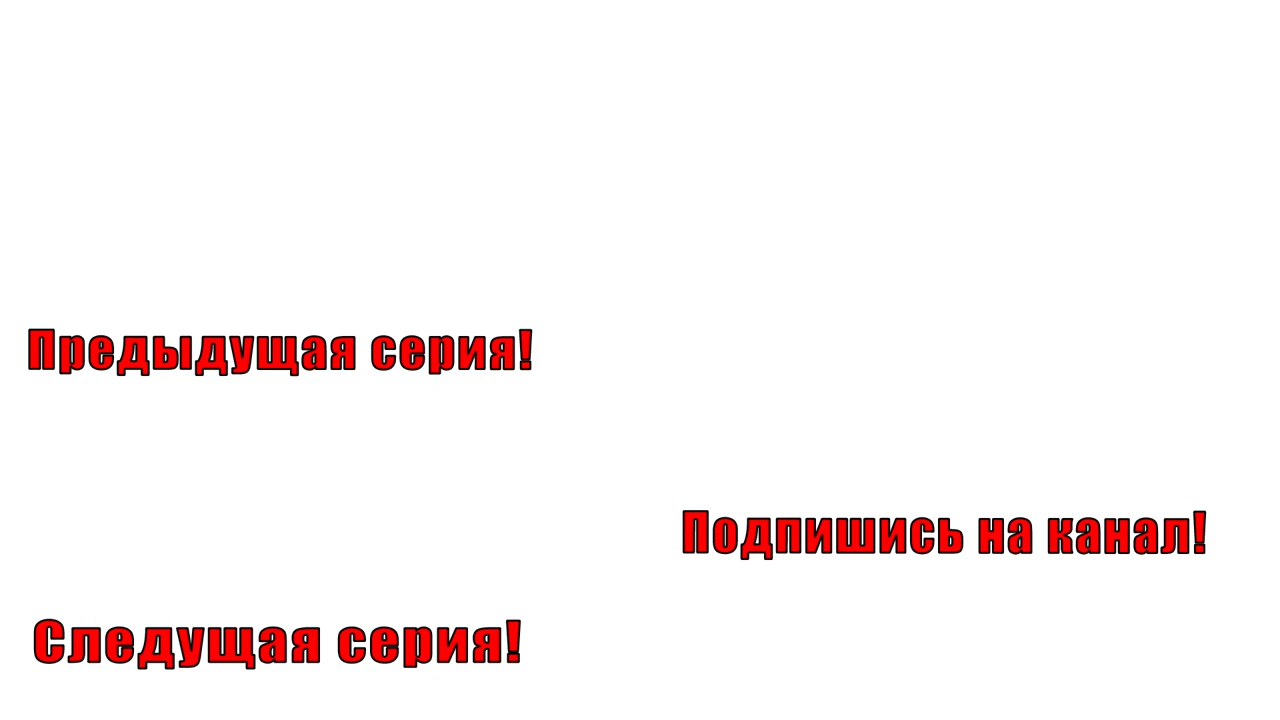 Предыдущая серия!
Подпишись на канал!
Следущая серия!